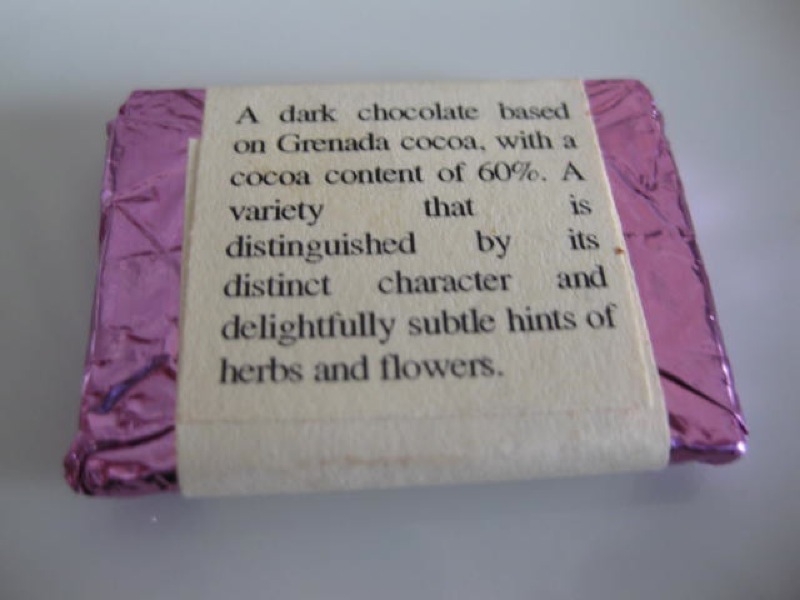 A dark chocolate based
on Grenada cocoa, with a
cocoa content of 60%. A
variety that is
distinguished by its
distinct character and
delightfully subtle hints of
herbs and flowers.